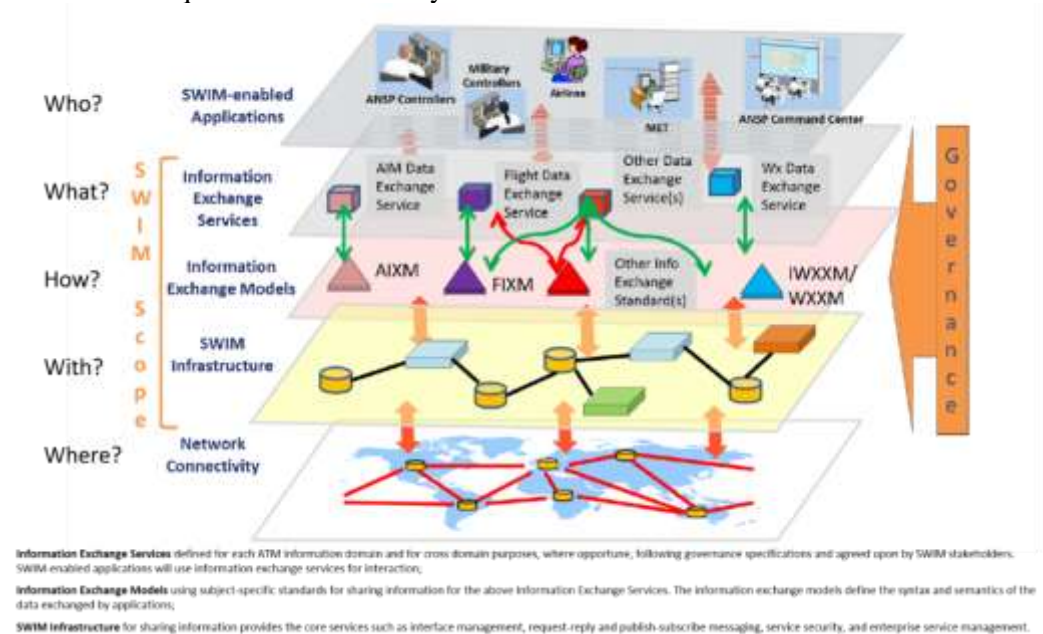 Who?
SWIM-enabled
Applications
ANSP Controllers
Military
Controllers
Airlines
MET
ANSP Command Center
What?
Information
Exchange
Services
AIM Data
Exchange
Service
Flight Data
Exchange
Service
Other Data
Exchange
Service(s)
Wx Data
Exchange
Service
How?
Information
Exchange Models
AIXM
FIXM
Other Info
Exchange
Standard(s)
IWXXM/
WXXM
With?
SWIM
Infrastructure
Where?
Network
Connectivity
SWIM Scope
Governance
Information Exchange Services defined for each ATM information domain and for cross domain purposes, where opportune, following governance specifications and agreed upon by SWIM stakeholders.
SWIM enabled applications will use information exchange services for interaction;
Information Exchange Models using subject-specific standards for sharing information for the above Information Exchange Services. The information exchange models define the syntax and semantics of the
data exchanged by applications;
SWIM Infrastructure for sharing information provides the core services such as interface management, request-reply and publish-subscribe messaging, service security, and enterprise service management.